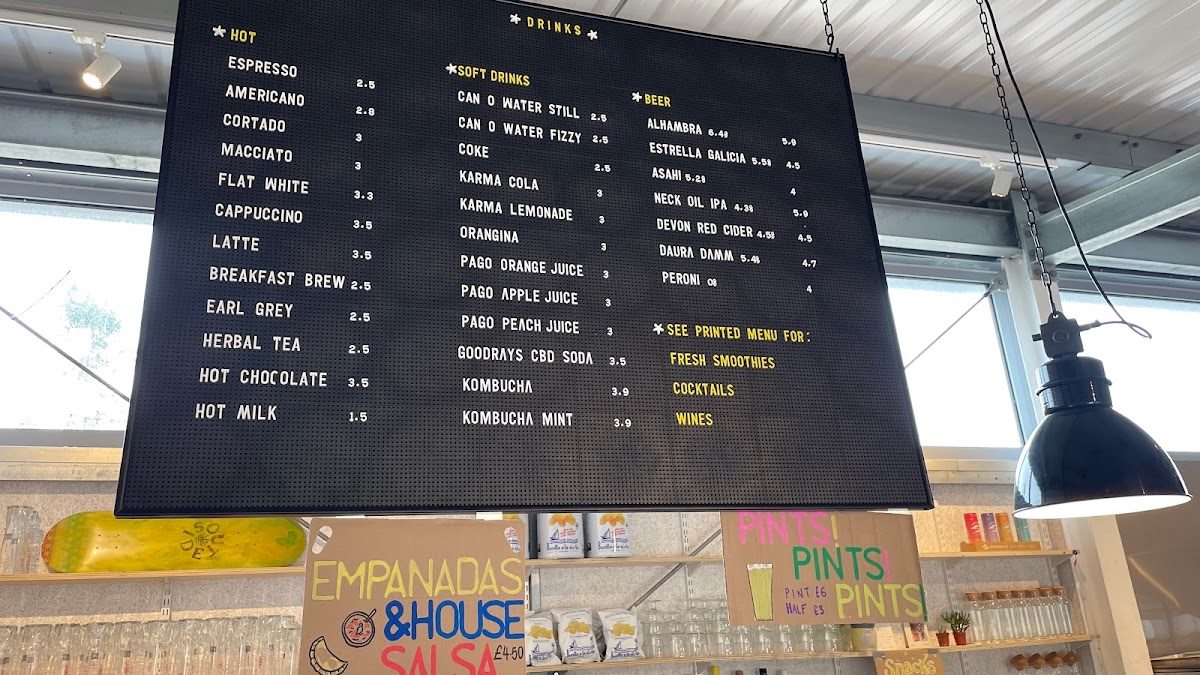 DRINKS
HOT
ESPRESSO 2.5
AMERICANO 2.8
CORTADO 3
MACCIATO 3
FLAT WHITE 3.3
CAPPUCCINO 3.5
LATTE 3.5
BREAKFAST BREW 2.5
EARL GREY 2.5
HERBAL TEA 2.5
HOT CHOCOLATE 3.5
HOT MILK 1.5
SOFT DRINKS
CAN O WATER STILL 2.5
CAN O WATER FIZZY 2.5
COKE 2.5
KARMA COLA 3
KARMA LEMONADE 3
ORANGINA 3
PAGO ORANGE JUICE 3
PAGO APPLE JUICE 3
PAGO PEACH JUICE 3
GOODRAYS CBD SODA 3.5
KOMBUCHA 3.9
KOMBUCHA MINT 3.9
BEER
ALHAMBRA 6.4% 5.9
ESTRELLA GALICIA 5.5% 4.5
ASAHI 5.2% 4
NECK OIL IPA 4.3% 5.9
DEVON RED CIDER 4.5% 4.5
DAURA DAMM 5.4% 4.7
PERONI 0% 4
SEE PRINTED MENU FOR:
FRESH SMOOTHIES
COCKTAILS
WINES
EMPANADAS
&HOUSE
SALSA £4.50
PINTS!
PINTS!
PINT £6
HALF £3
PINTS
Snacks